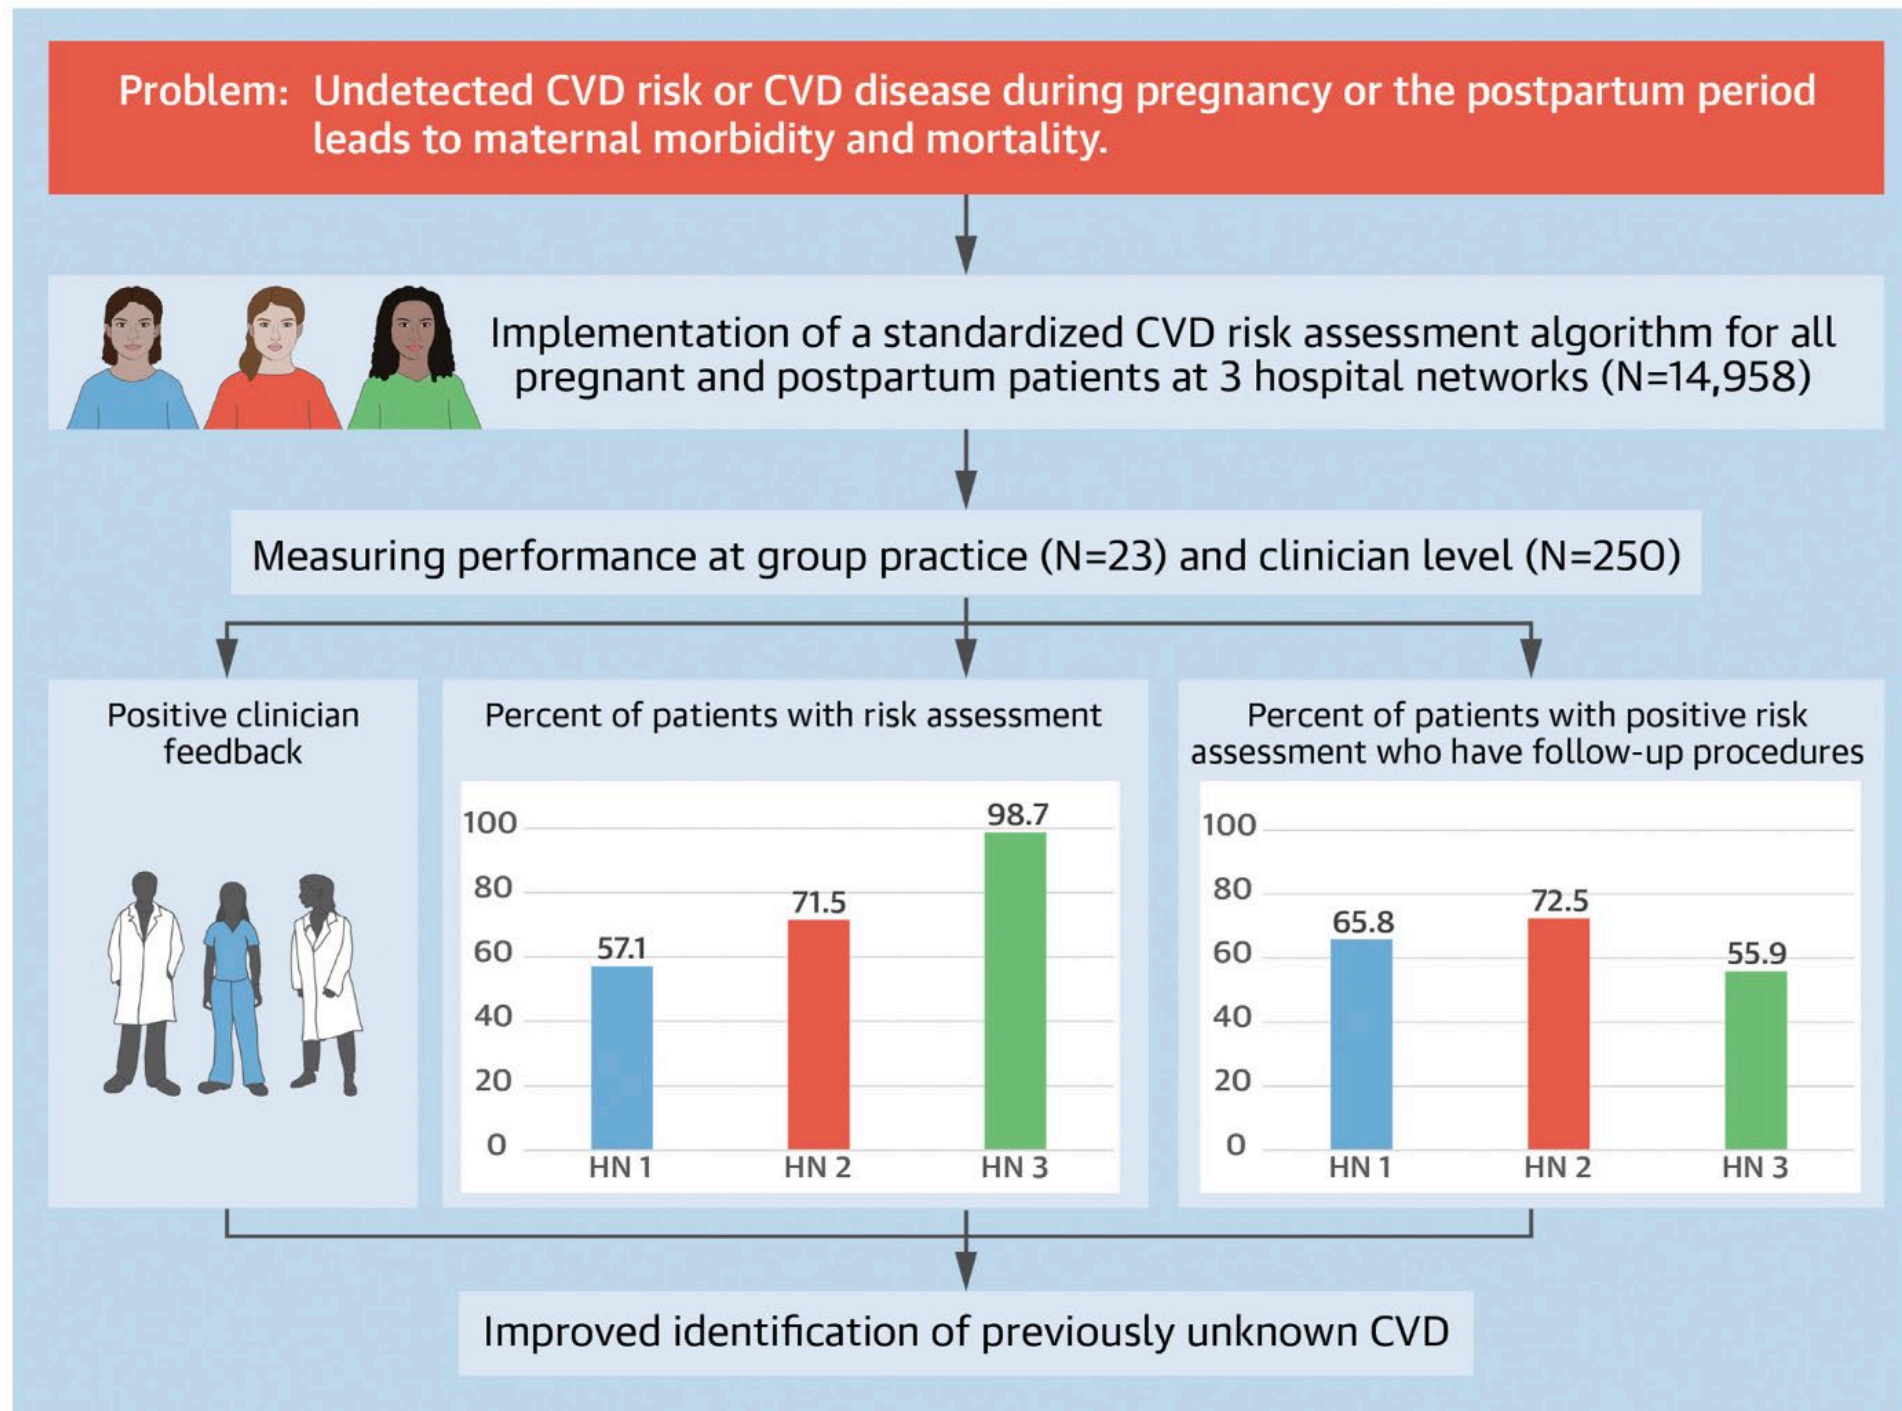 Problem: Undetected CVD risk or CVD disease during pregnancy or the postpartum period
leads to maternal morbidity and mortality.
Implementation of a standardized CVD risk assessment algorithm for all
pregnant and postpartum patients at 3 hospital networks (N=14,958)
Measuring performance at group practice (N=23) and clinician level (N=250)
Positive clinician
feedback
Percent of patients with risk assessment
100
80
60
40
20
0
57.1
71.5
98.7
HN 1
HN 2
HN 3
Percent of patients with positive risk
assessment who have follow-up procedures
100
80
60
40
20
0
65.8
72.5
55.9
HN 1
HN 2
HN 3
Improved identification of previously unknown CVD